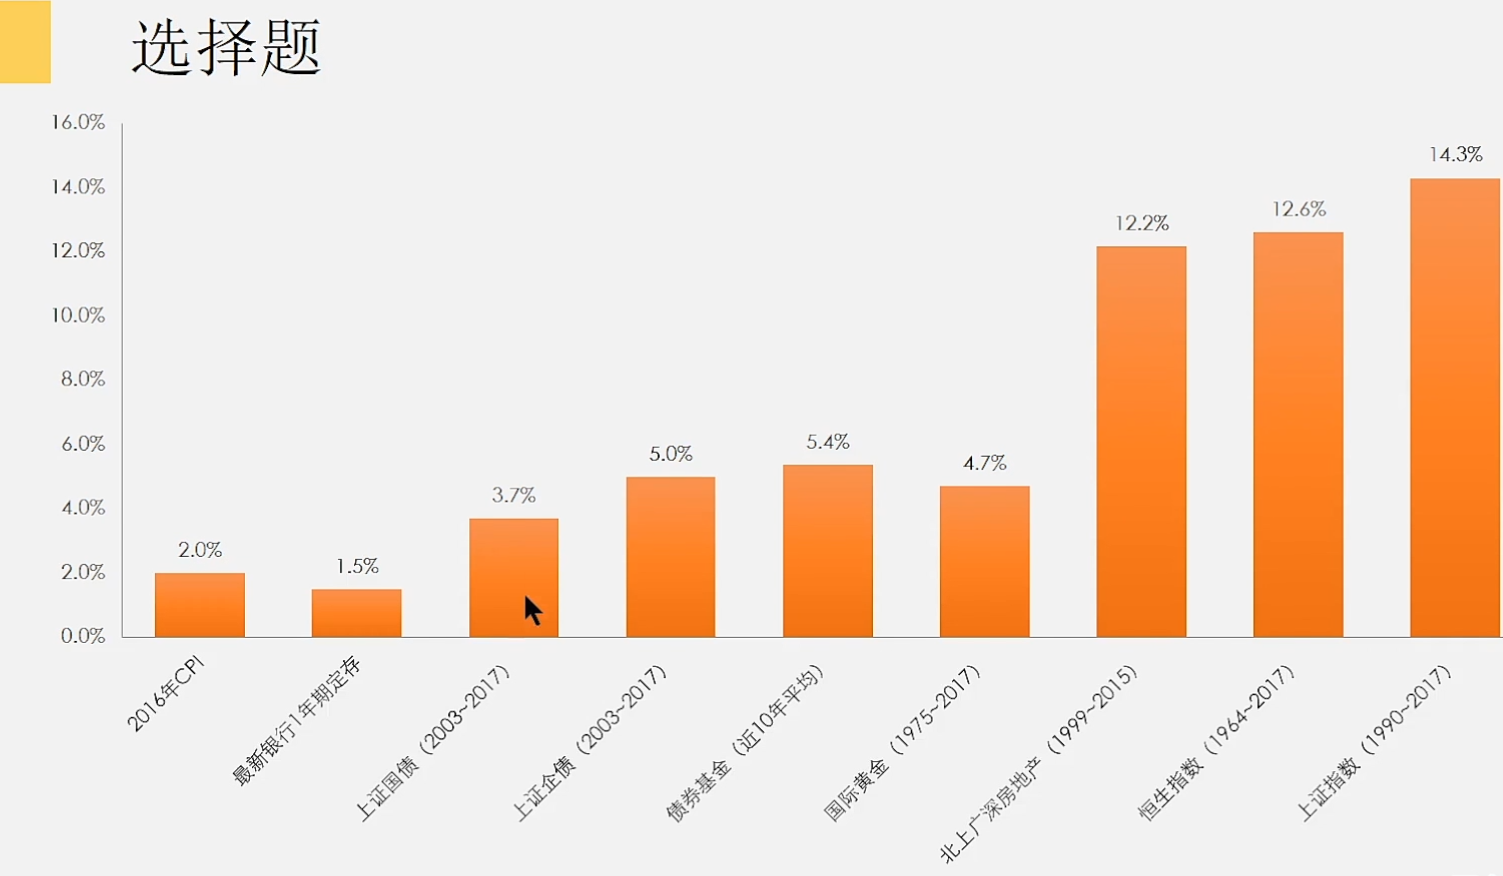 选择题
16.0%
14.0%
12.0%
10.0%
8.0%
6.0%
4.0%
2.0%
0.0%
2.0%
1.5%
3.7%
5.0%
5.4%
4.7%
12.2%
12.6%
14.3%
2016年CPI
最新银行1年期定存
上证国债（2003~2017）
上证企债（2003~2017）
债券基金（近10年平均）
国际黄金（1975~2017）
北上广深房地产（1999~2015）
恒生指数（1964~2017）
上证指数（1990~2017）